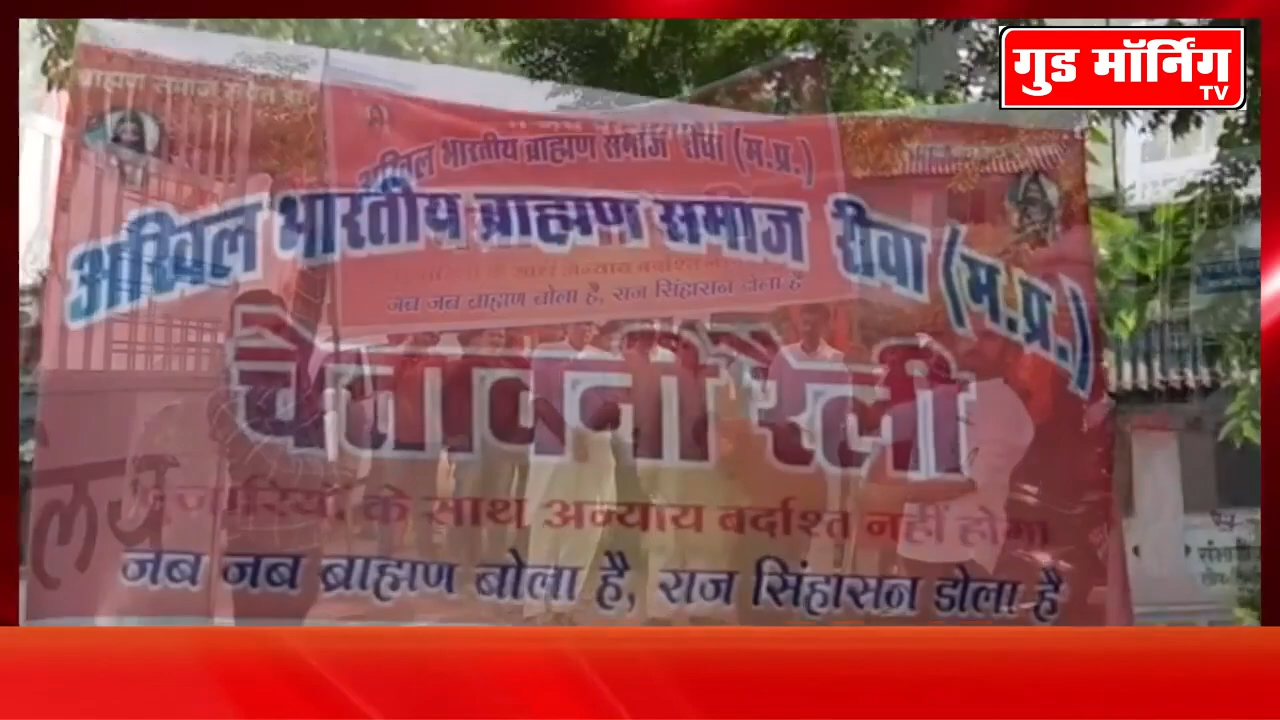 गुड मॉर्निंग
TV
अखिल भारतीय ब्राह्मण समाज रीवा (म.प्र.)
जब जब ब्राह्मण बोला है, राज सिंहासन डोला है
अखिल भारतीय ब्राह्मण समाज रीवा (म.प्र.)
चेतावनी रैली
पुजारियों के साथ अन्याय बर्दाश्त नहीं होगा
जब जब ब्राह्मण बोला है, राज सिंहासन डोला है